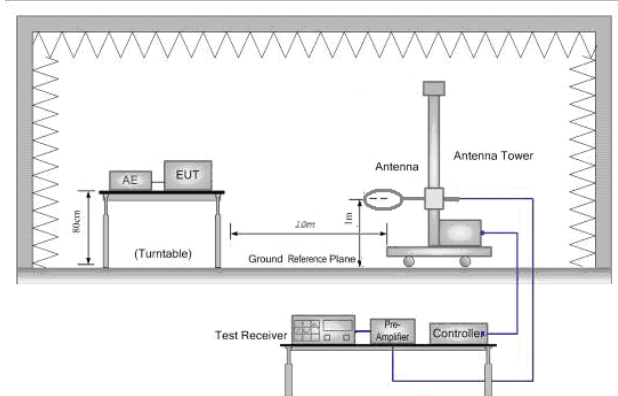 AE
EUT
80cm
(Turntable)
10m
Ground Reference Plane
1m
Antenna
Antenna Tower
Test Receiver
Pre-
Amplifier
Controller